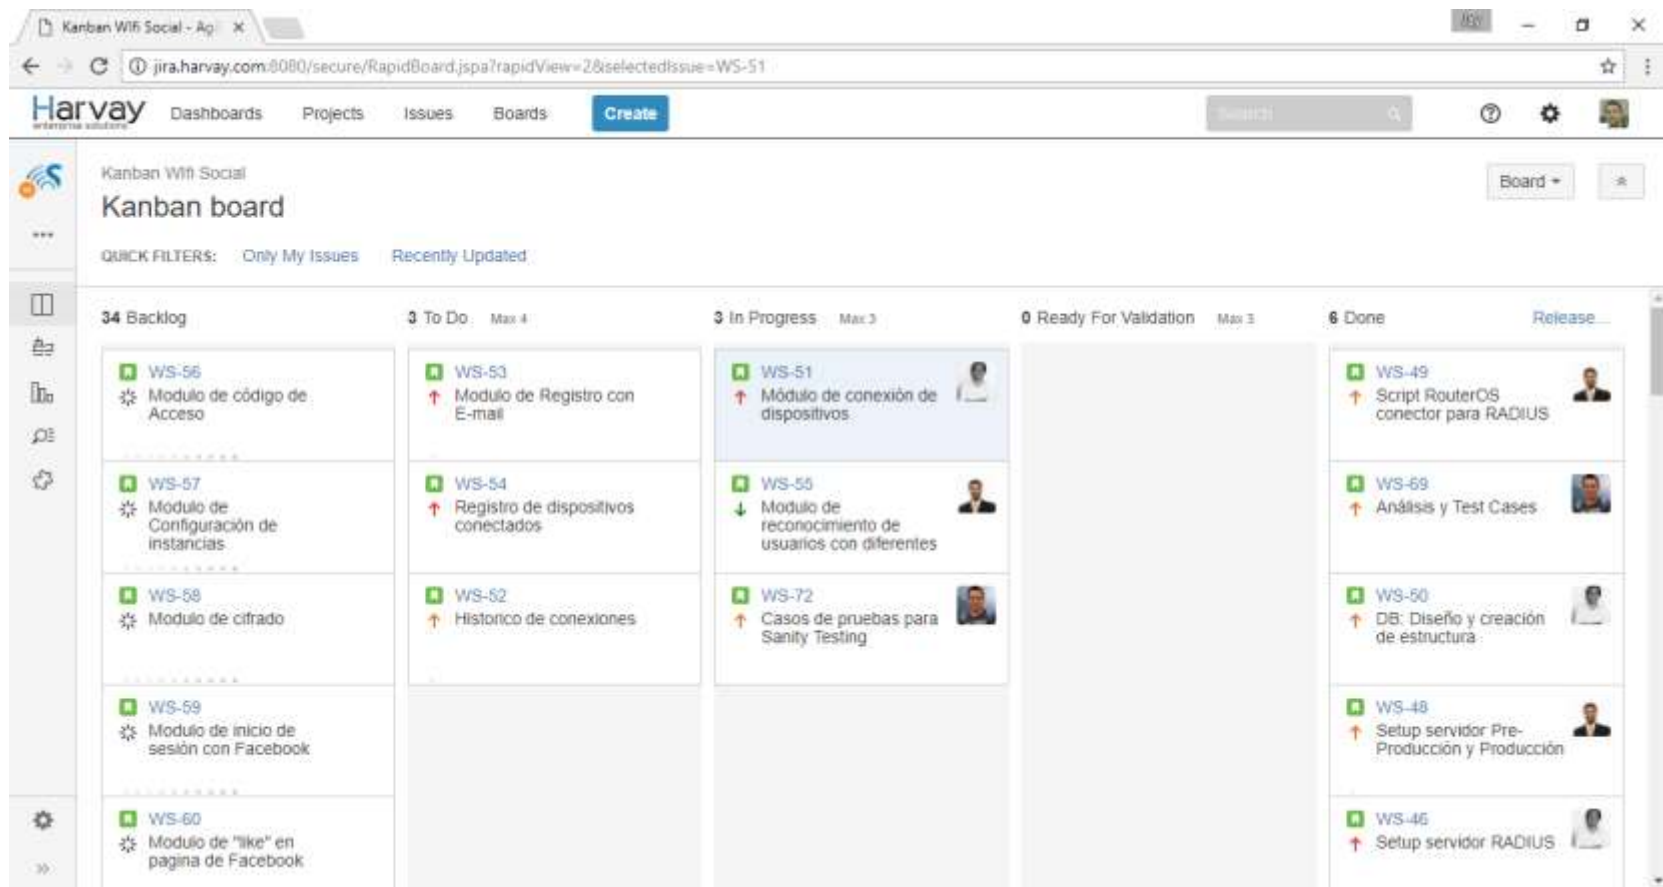 Kanban Wifi Social - Agi
jira.harvay.com:8080/secure/RapidBoard.jspa?rapidView=2&selectedIssue=WS-51
Harvay
enterprise solutions
Dashboards
Projects
Issues
Boards
Create
Search
Kanban Wifi Social
Kanban board
Board
QUICK FILTERS:
Only My Issues
Recently Updated
34 Backlog
3 To Do Max 4
3 In Progress Max 3
0 Ready For Validation Max 3
6 Done
Release...
WS-56
Modulo de código de
Acceso
WS-57
Modulo de
Configuración de
instancias
WS-58
Modulo de cifrado
WS-59
Modulo de inicio de
sesión con Facebook
WS-60
Modulo de "like" en
pagina de Facebook
WS-53
Modulo de Registro con
E-mail
WS-54
Registro de dispositivos
conectados
WS-52
Historico de conexiones
WS-51
Módulo de conexión de
dispositivos
WS-55
Modulo de
reconocimiento de
usuarios con diferentes
WS-72
Casos de pruebas para
Sanity Testing
WS-49
Script RouterOS
conector para RADIUS
WS-69
Análisis y Test Cases
WS-50
DB: Diseño y creación
de estructura
WS-48
Setup servidor Pre-
Producción y Producción
WS-46
Setup servidor RADIUS